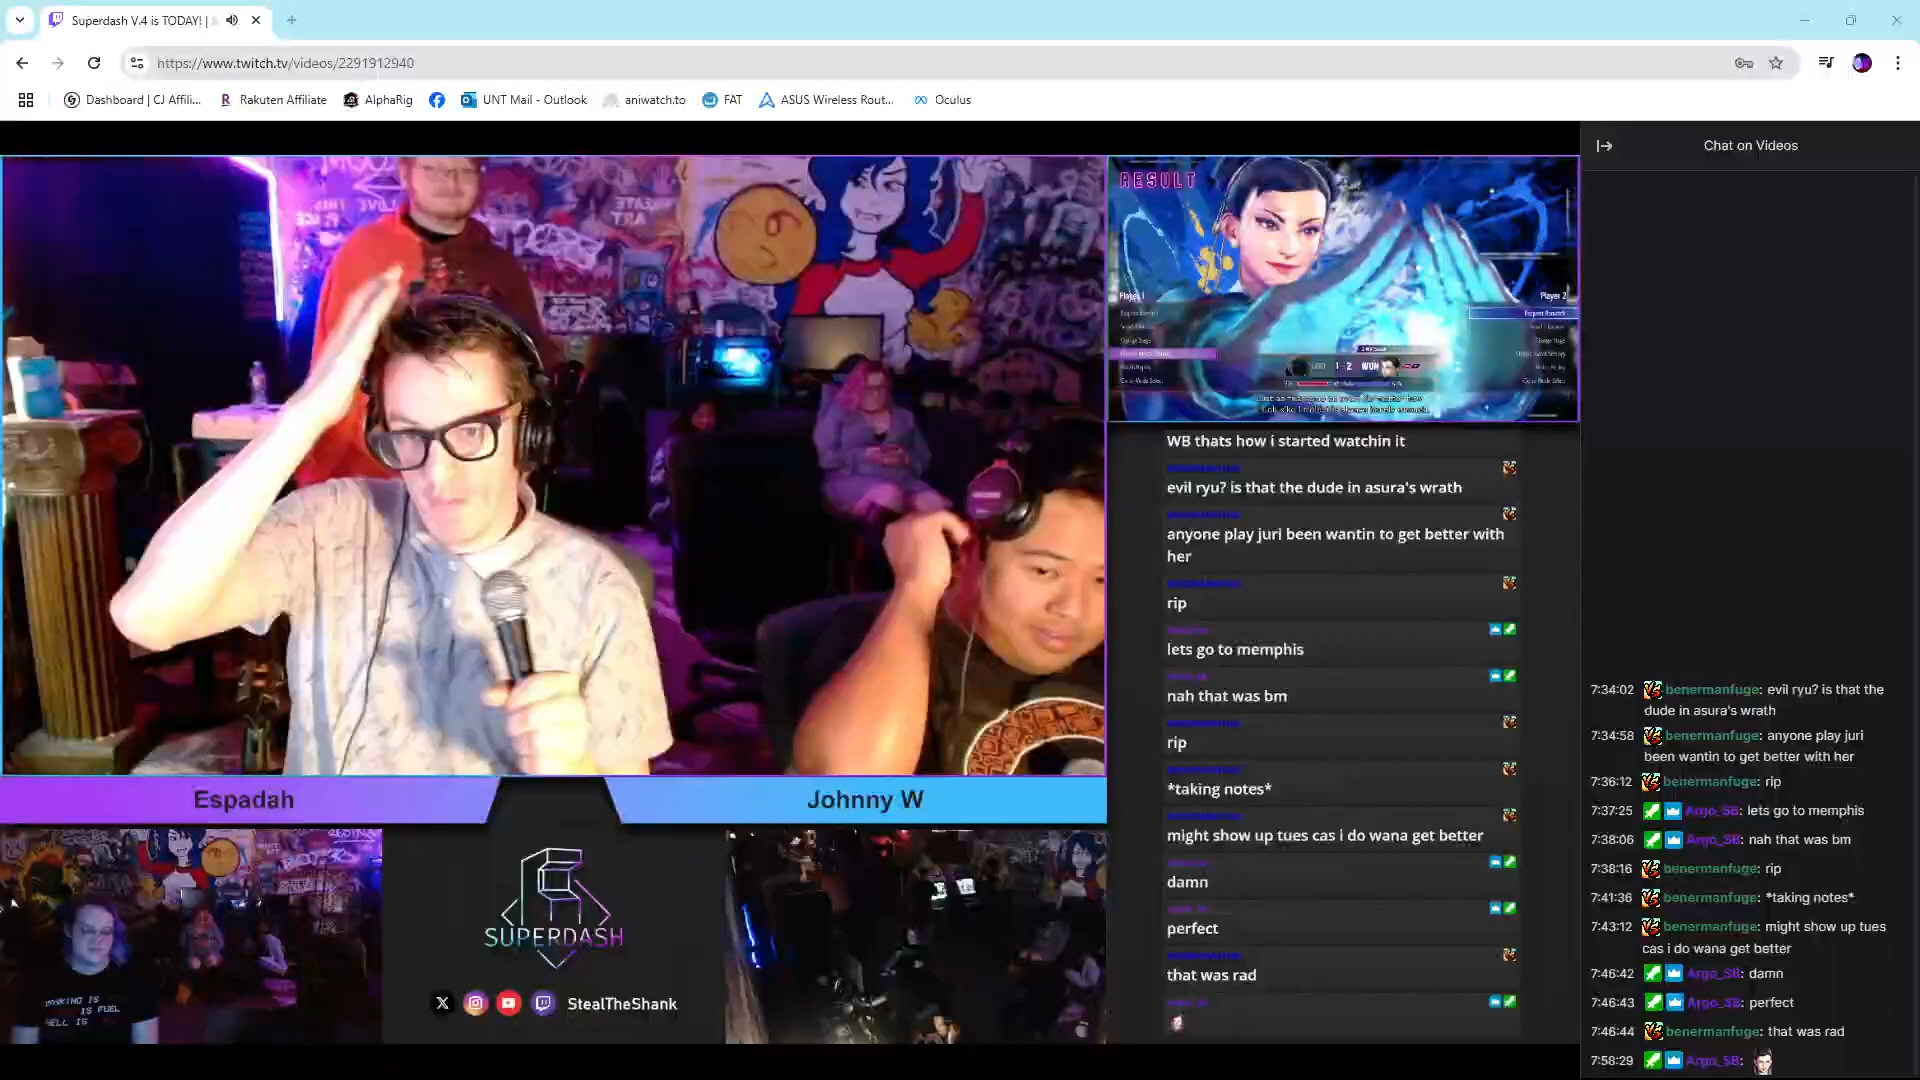 Superdash V.4 is TODAY! |
https://www.twitch.tv/videos/2291912940
Dashboard | CJ Affili...
Rakuten Affiliate
AlphaRig
UNT Mail - Outlook
aniwatch.to
FAT
ASUS Wireless Rout...
Oculus
Chat on Videos
RESULT
Player 1
Player 2
1-2 WON
WB thats how i started watchin it
evil ryu? is that the dude in asura's wrath
anyone play juri been wantin to get better with
her
rip
lets go to memphis
nah that was bm
rip
*taking notes*
might show up tues cas i do wana get better
damn
perfect
that was rad
Espadah
Johnny W
SUPERDASH
StealTheShank
IS FUEL
7:34:02 benermanfuge: evil ryu? is that the
dude in asura's wrath
7:34:58 benermanfuge: anyone play juri
been wantin to get better with her
7:36:12 benermanfuge: rip
7:37:25 Argo_SB: lets go to memphis
7:38:06 Argo_SB: nah that was bm
7:38:16 benermanfuge: rip
7:41:36 benermanfuge: *taking notes*
7:43:12 benermanfuge: might show up tues
cas i do wana get better
7:46:42 Argo_SB: damn
7:46:43 Argo_SB: perfect
7:46:44 benermanfuge: that was rad
7:58:29 Argo_SB: